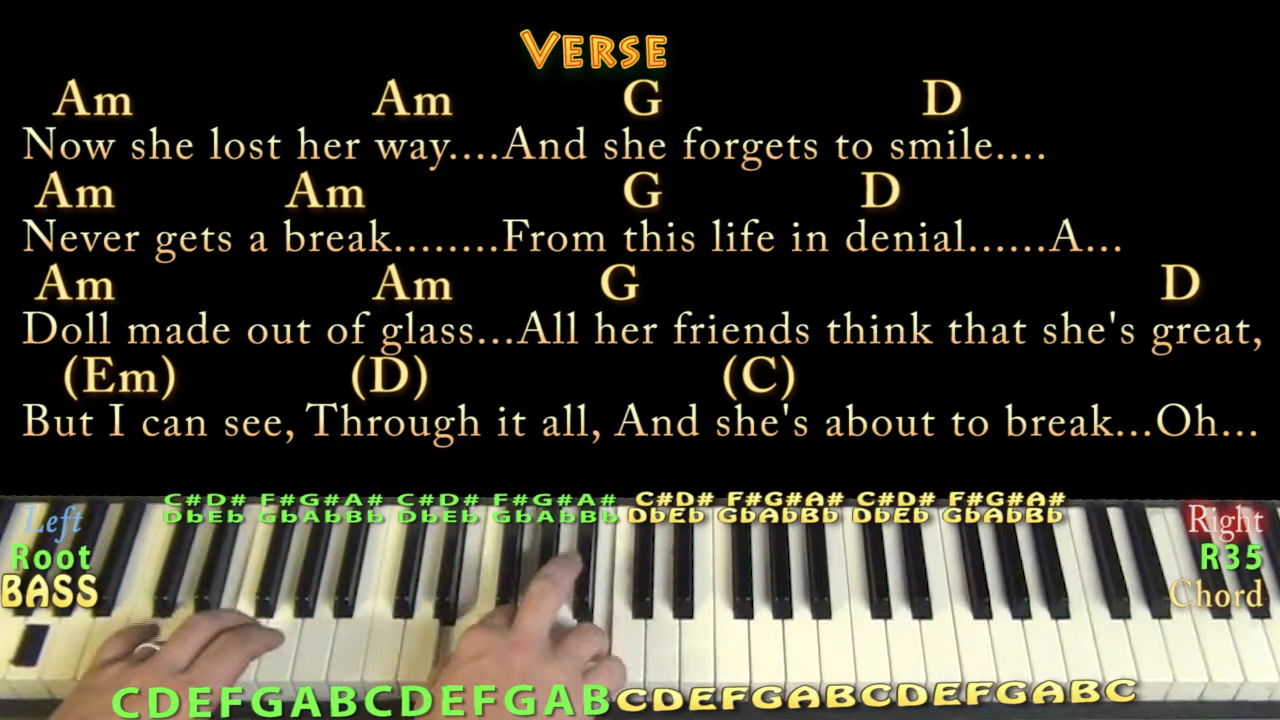 VERSE
Am Am G D
Now she lost her way....And she forgets to smile....
Am Am G D
Never gets a break........From this life in denial......A...
Am Am G D
Doll made out of glass...All her friends think that she's great,
(Em) (D) (C)
But I can see, Through it all, And she's about to break...Oh...
C#D# F#G#A# C#D# F#G#A# C#D# F#G#A# C#D# F#G#A#
DbEb GbAbBb DbEb GbAbBb DbEb GbAbBb DbEb GbAbBb
Left
Root
BASS
Right
R35
Chord
CDEFGABCDEFGABCDEFGABCDEFGABC